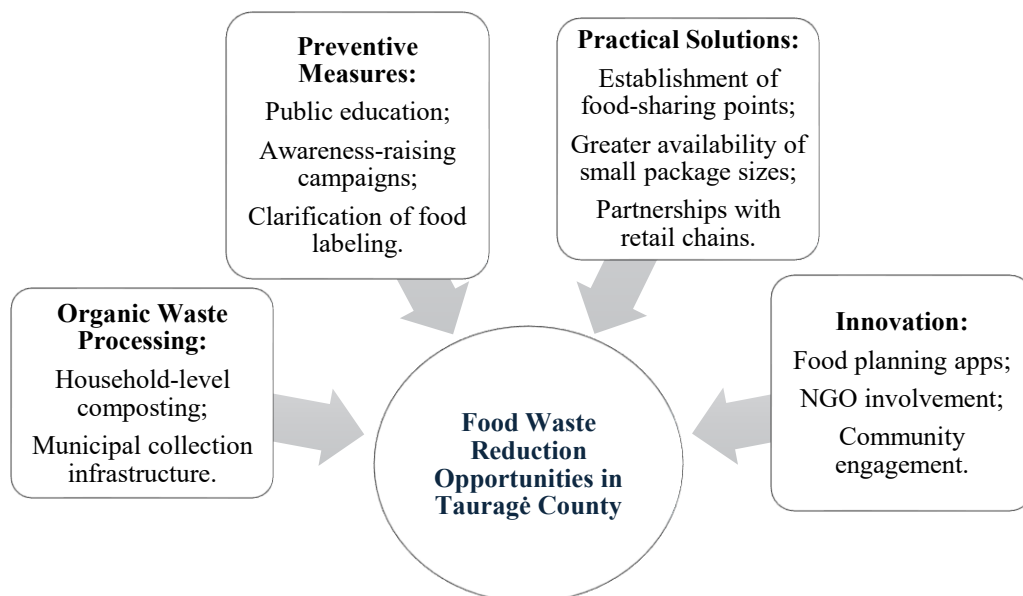 Preventive
Measures:
Public education;
Awareness-raising
campaigns;
Clarification of food
labeling.
Practical Solutions:
Establishment of
food-sharing points;
Greater availability of
small package sizes;
Partnerships with
retail chains.
Organic Waste
Processing:
Household-level
composting;
Municipal collection
infrastructure.
Innovation:
Food planning apps;
NGO involvement;
Community
engagement.
Food Waste
Reduction
Opportunities in
Tauragė County